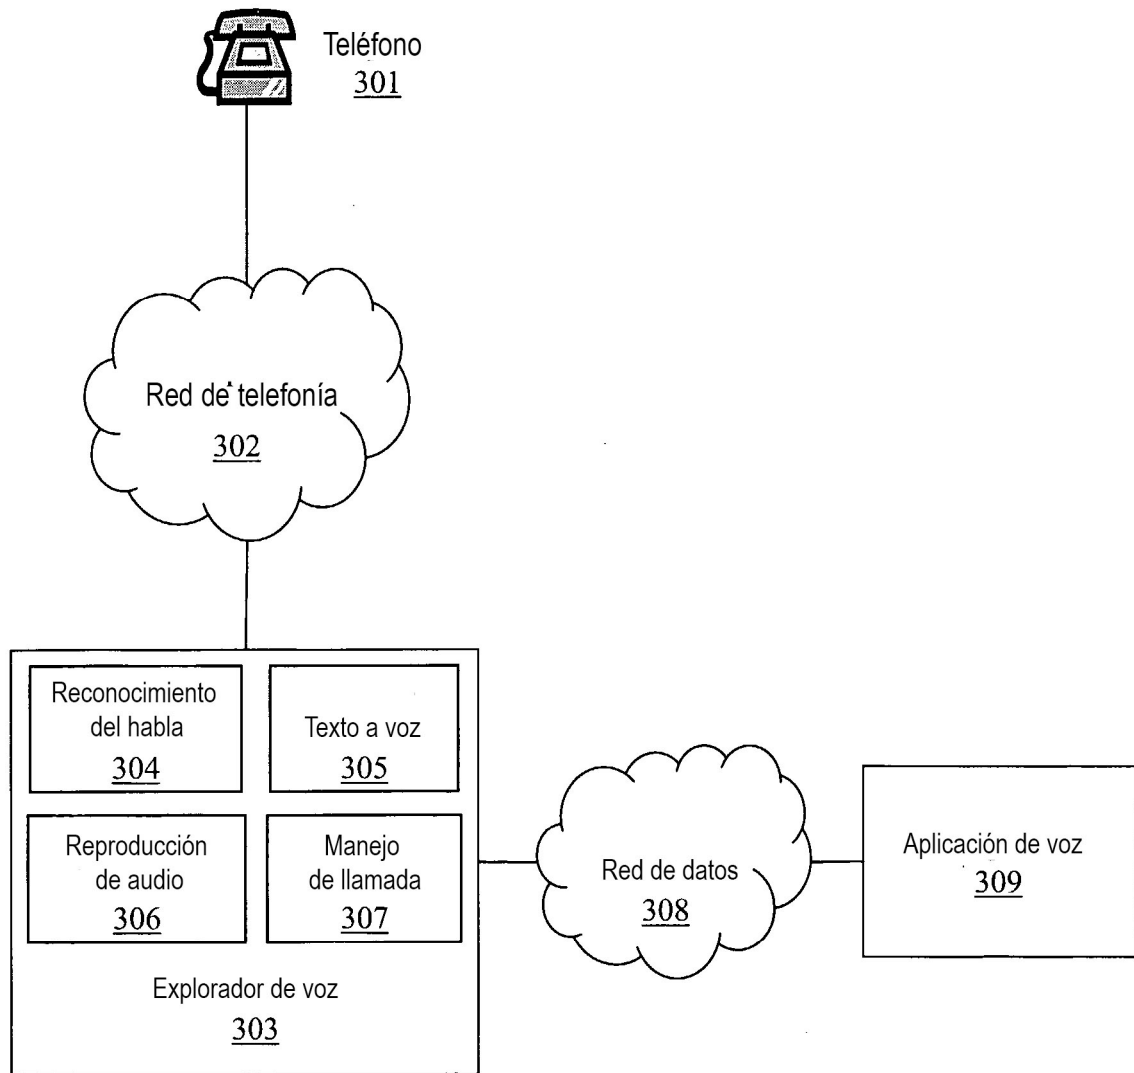 Teléfono
301
Red de telefonía
302
Reconocimiento
del habla
304
Texto a voz
305
Reproducción
de audio
306
Manejo
de llamada
307
Explorador de voz
303
Red de datos
308
Aplicación de voz
309